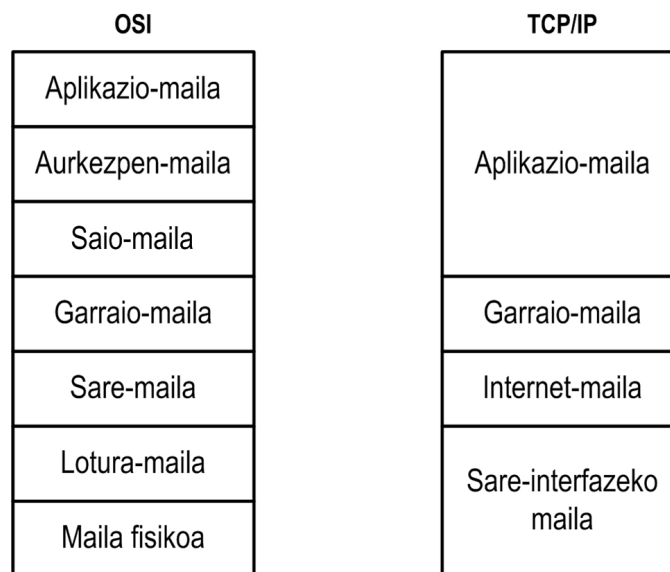 OSI
Aplikazio-maila
Aurkezpen-maila
Saio-maila
Garraio-maila
Sare-maila
Lotura-maila
Maila fisikoa
TCP/IP
Aplikazio-maila
Garraio-maila
Internet-maila
Sare-interfazeko
maila